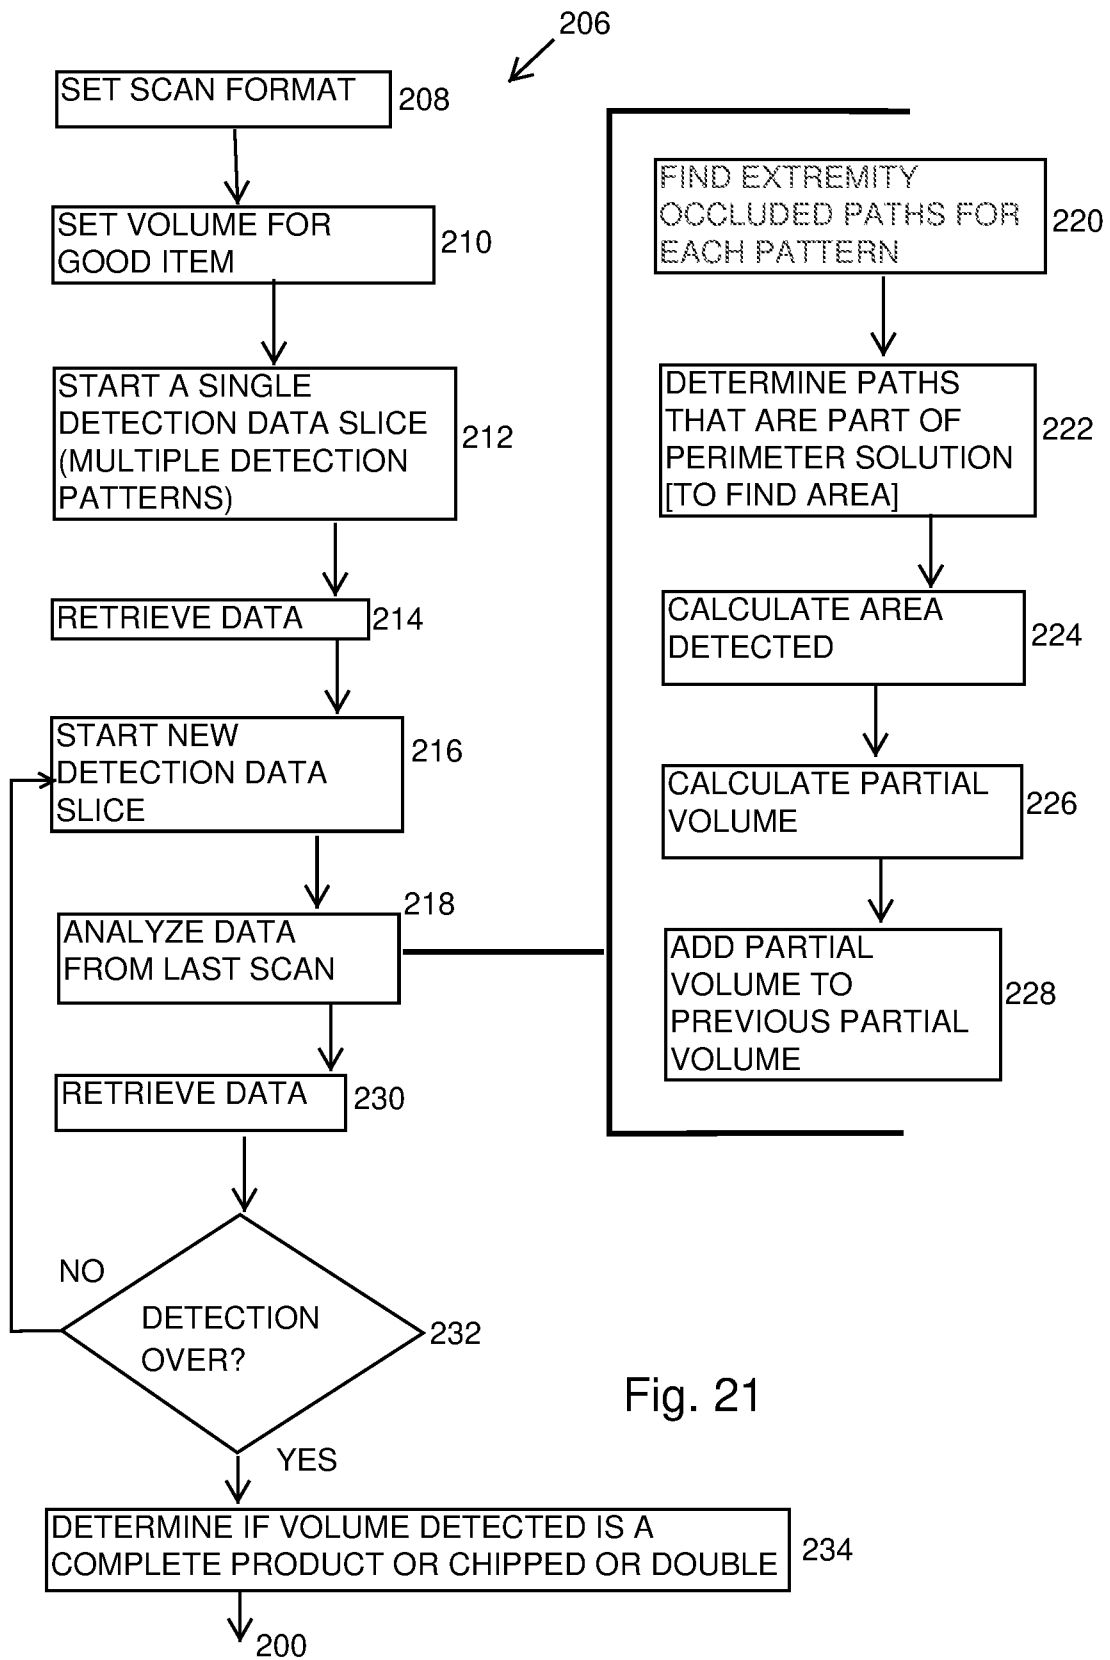 206
SET SCAN FORMAT
208
SET VOLUME FOR
GOOD ITEM
210
START A SINGLE
DETECTION DATA SLICE
(MULTIPLE DETECTION
PATTERNS)
212
RETRIEVE DATA
214
START NEW
DETECTION DATA
SLICE
216
ANALYZE DATA
FROM LAST SCAN
218
FIND EXTREMITY
OCCLUDED PATHS FOR
EACH PATTERN
220
DETERMINE PATHS
THAT ARE PART OF
PERIMETER SOLUTION
[TO FIND AREA]
222
CALCULATE AREA
DETECTED
224
CALCULATE PARTIAL
VOLUME
226
ADD PARTIAL
VOLUME TO
PREVIOUS PARTIAL
VOLUME
228
RETRIEVE DATA
230
NO
DETECTION
OVER?
232
YES
DETERMINE IF VOLUME DETECTED IS A
COMPLETE PRODUCT OR CHIPPED OR DOUBLE
234
200
Fig. 21